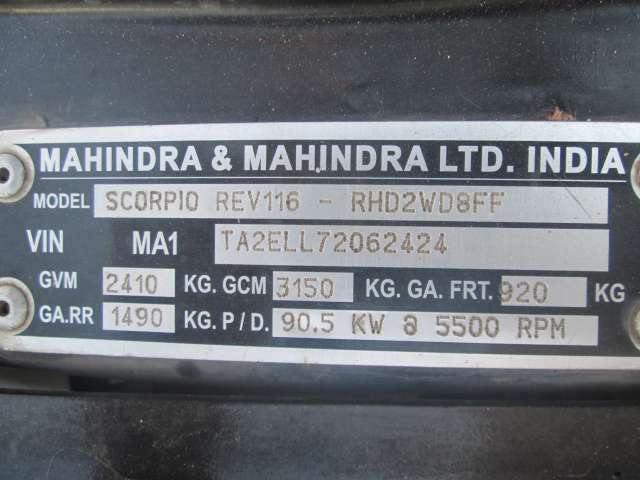 MAHINDRA & MAHINDRA LTD. INDIA
MODEL SCORPIO REV116 - RHD2WD8FF
VIN MA1 TA2ELL72062424
GVM 2410 KG. GCM 3150 KG. GA. FRT. 920 KG
GA.RR 1490 KG. P/D. 90.5 KW @ 5500 RPM